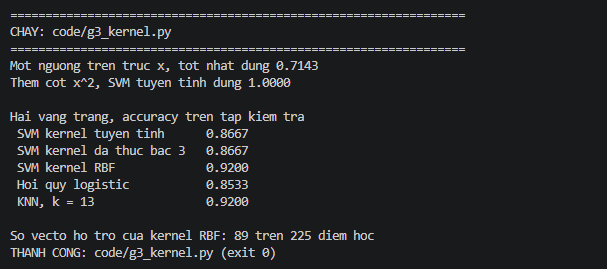 =================================================================
CHAY: code/g3_kernel.py
=================================================================
Mot nguong tren truc x, tot nhat dung 0.7143
Them cot x^2, SVM tuyen tinh dung 1.0000

Hai vang trang, accuracy tren tap kiem tra
 SVM kernel tuyen tinh      0.8667
 SVM kernel da thuc bac 3   0.8667
 SVM kernel RBF             0.9200
 Hoi quy logistic           0.8533
 KNN, k = 13                0.9200

So vecto ho tro cua kernel RBF: 89 tren 225 diem hoc
THANH CONG: code/g3_kernel.py (exit 0)